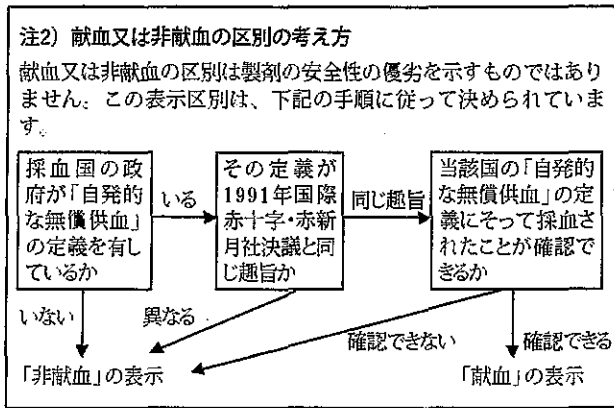 注2) 献血又は非献血の区別の考え方
献血又は非献血の区別は製剤の安全性の優劣を示すものではあり
ません。この表示区別は、下記の手順に従って決められていま
す。
採血国の政
府が「自発的
な無償供血」
の定義を有し
ているか
いる
その定義が
1991年国際
赤十字・赤新
月社決議と同
じ趣旨か
同じ趣旨
当該国の「自発的
な無償供血」の定
義にそって採血さ
れたことが確認で
きるか
いない
異なる
確認できない
確認できる
「非献血」の表示
「献血」の表示